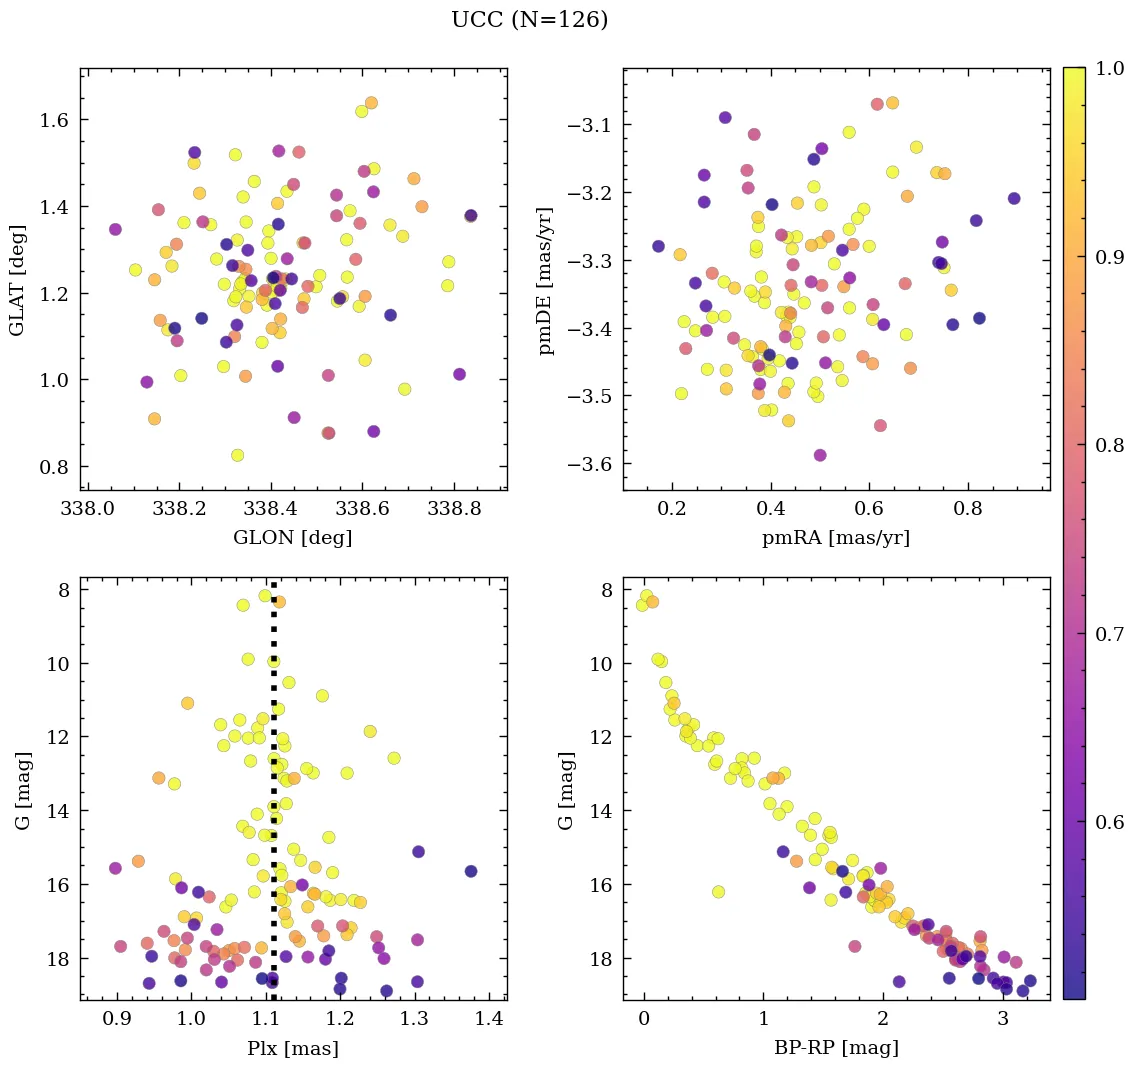 UCC (N=126)
1.6
1.4
1.2
1.0
0.8
GLAT [deg]
338.0 338.2 338.4 338.6 338.8
GLON [deg]
−3.1
−3.2
−3.3
−3.4
−3.5
−3.6
pmDE [mas/yr]
0.2 0.4 0.6 0.8
pmRA [mas/yr]
1.0
0.9
0.8
0.7
0.6
8
10
12
14
16
18
G [mag]
0.9 1.0 1.1 1.2 1.3 1.4
Plx [mas]
8
10
12
14
16
18
G [mag]
0 1 2 3
BP-RP [mag]